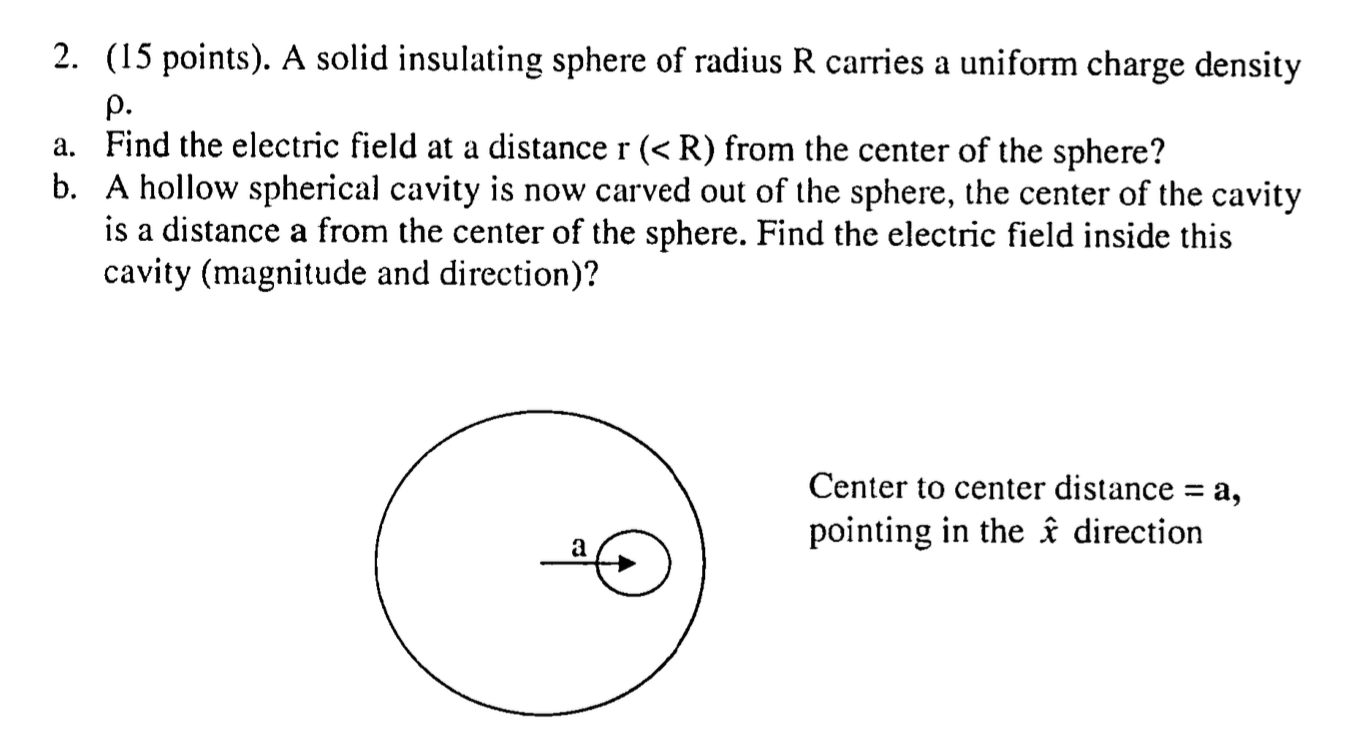 2. (15 points). A solid insulating sphere of radius R carries a uniform charge density
ρ.
a. Find the electric field at a distance r (< R) from the center of the sphere?
b. A hollow spherical cavity is now carved out of the sphere, the center of the cavity
is a distance a from the center of the sphere. Find the electric field inside this
cavity (magnitude and direction)?
a
Center to center distance = a,
pointing in the x̂ direction